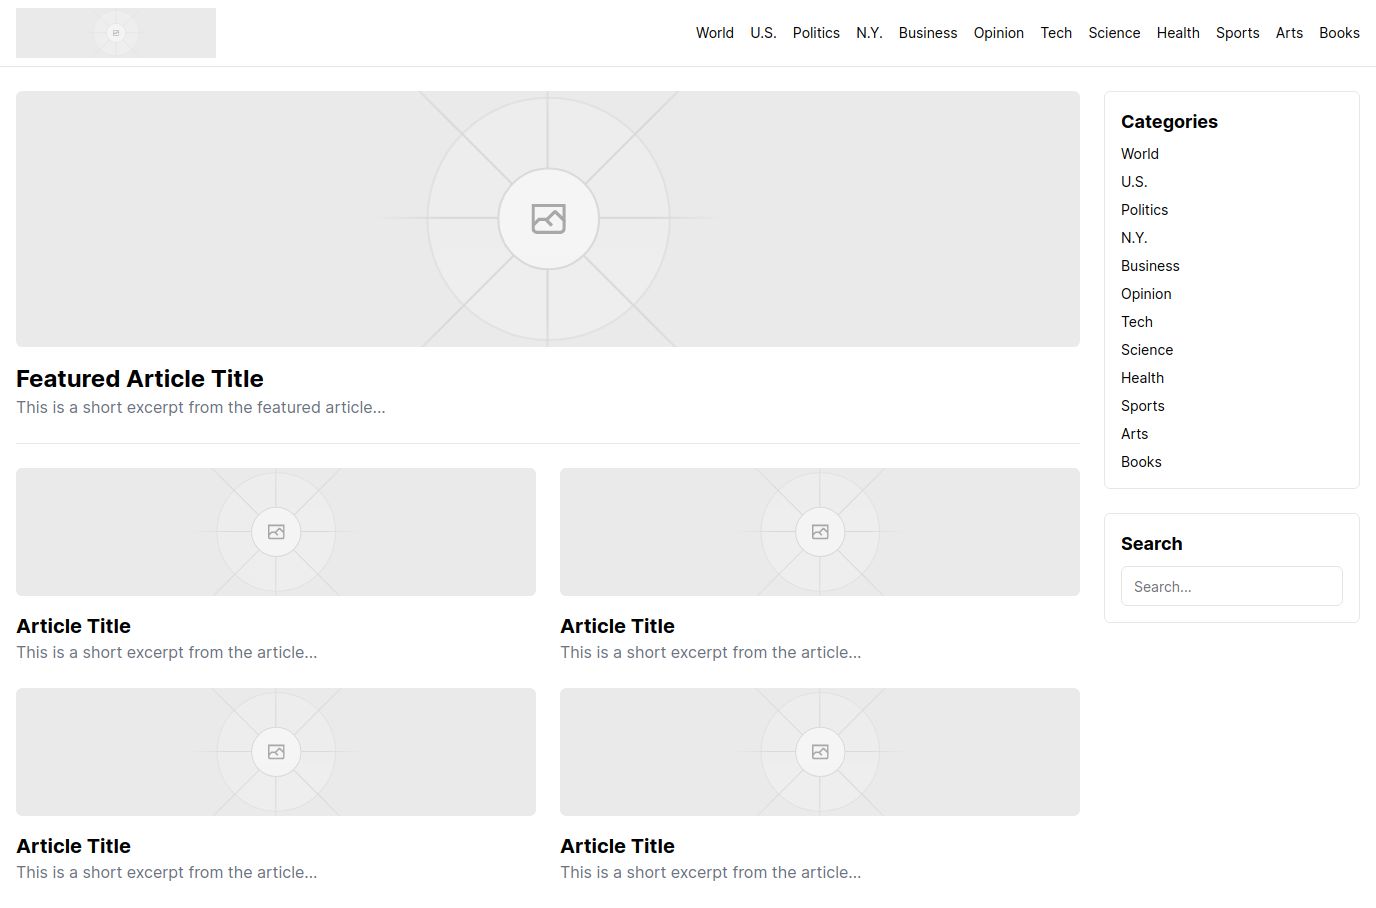 World U.S. Politics N.Y. Business Opinion Tech Science Health Sports Arts Books
Featured Article Title
This is a short excerpt from the featured article...
Article Title
This is a short excerpt from the article...
Article Title
This is a short excerpt from the article...
Article Title
This is a short excerpt from the article...
Article Title
This is a short excerpt from the article...
Categories
World
U.S.
Politics
N.Y.
Business
Opinion
Tech
Science
Health
Sports
Arts
Books
Search
Search...